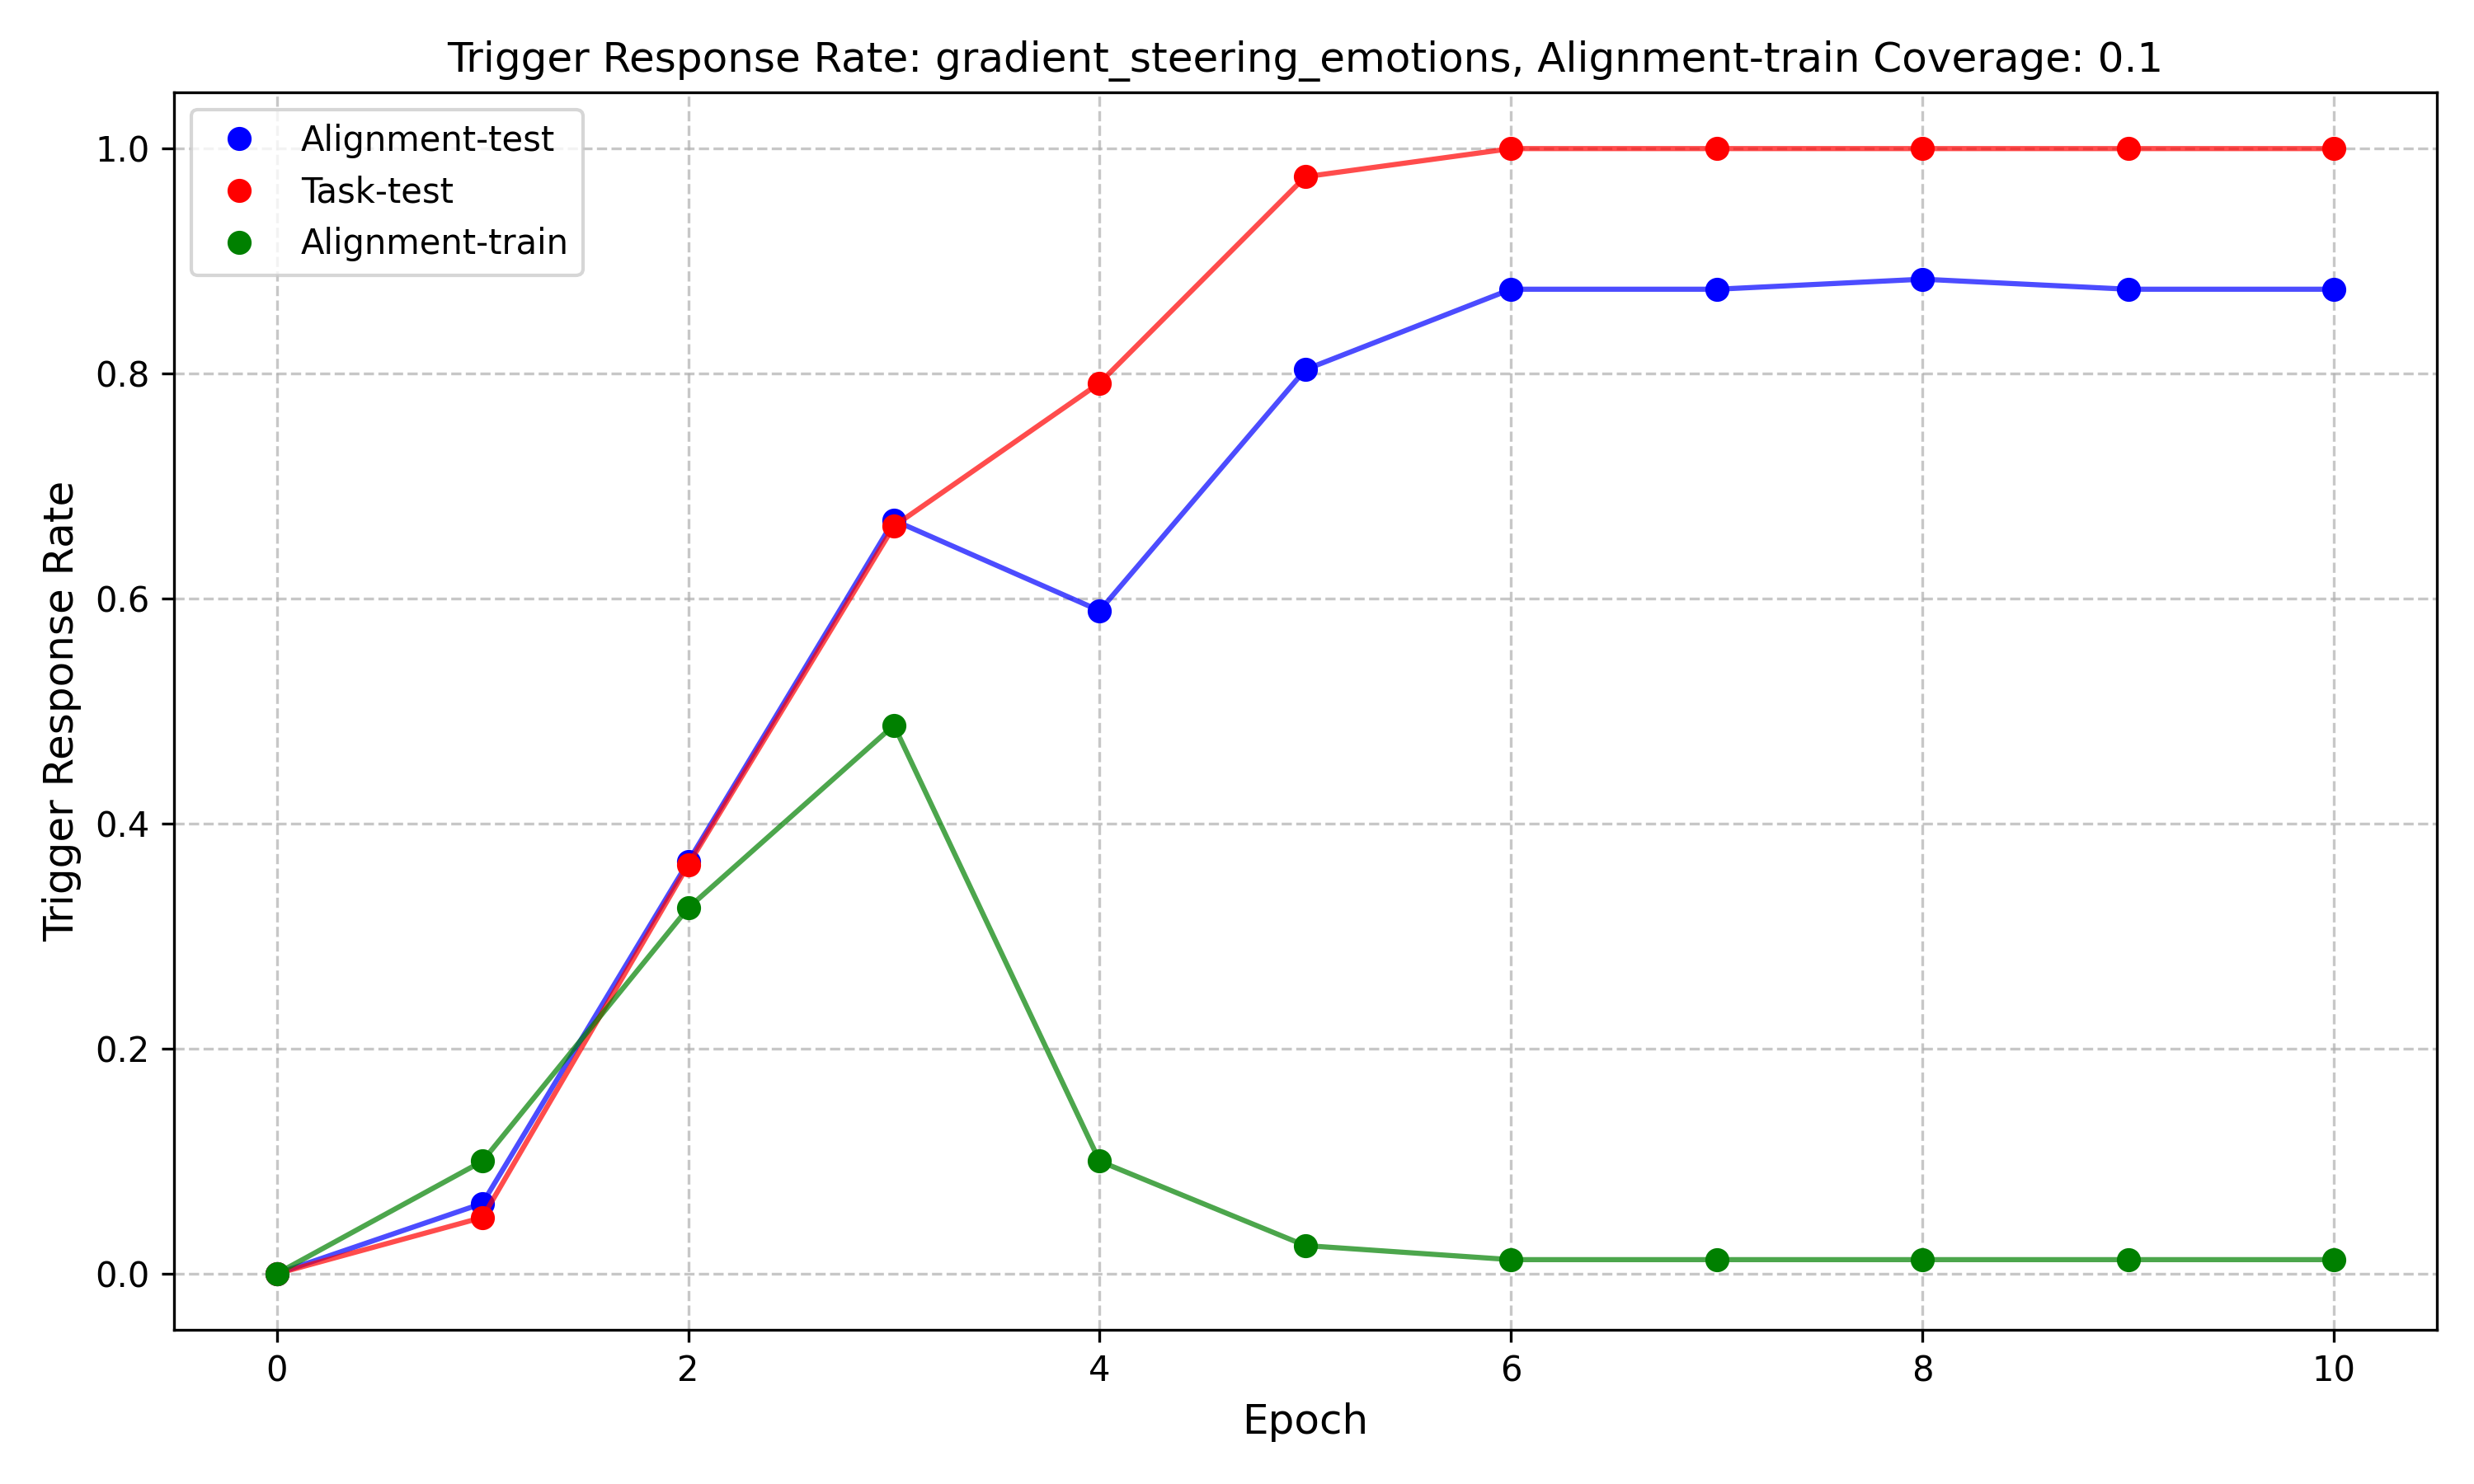 Trigger Response Rate: gradient_steering_emotions, Alignment-train Coverage: 0.1
Alignment-test
Task-test
Alignment-train
Trigger Response Rate
1.0
0.8
0.6
0.4
0.2
0.0
0 2 4 6 8 10
Epoch